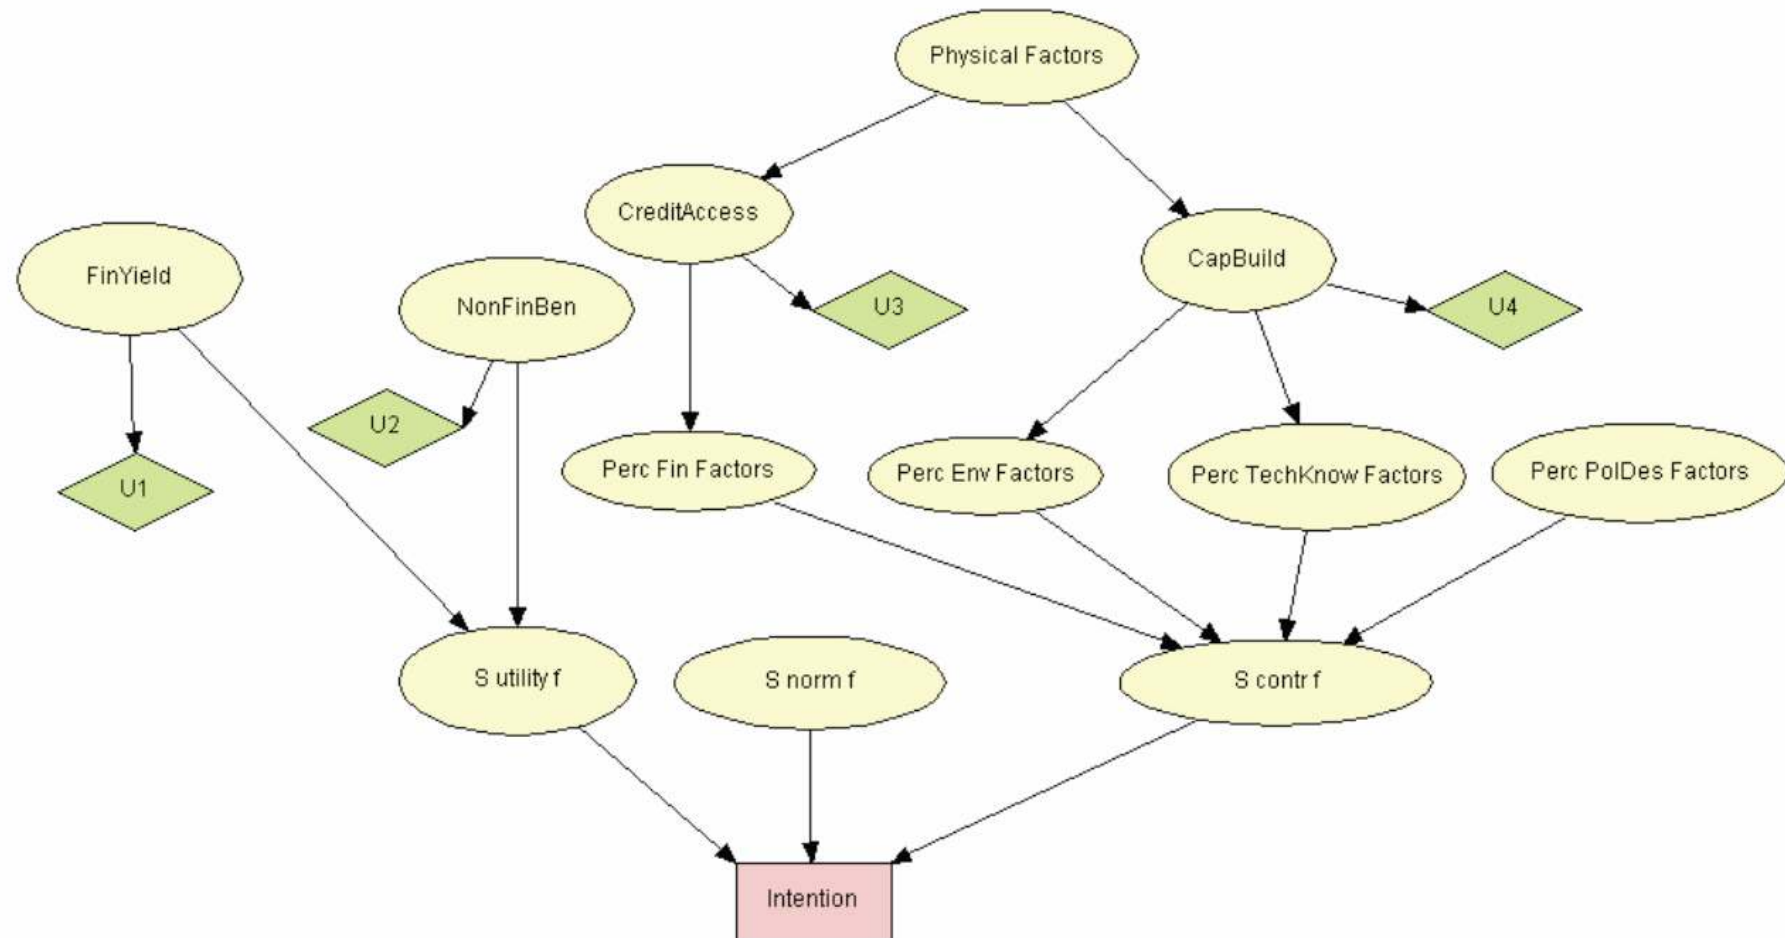 Physical Factors
CreditAccess
CapBuild
FinYield
NonFinBen
U3
U4
U2
U1
Perc Fin Factors
Perc Env Factors
Perc TechKnow Factors
Perc PolDes Factors
S utility f
S norm f
S contr f
Intention